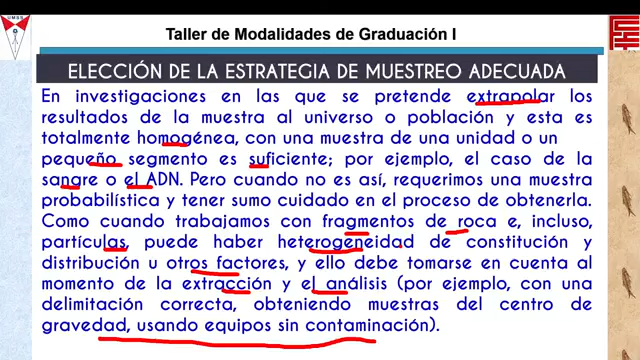 UMSS
Taller de Modalidades de Graduación I
ELECCIÓN DE LA ESTRATEGIA DE MUESTREO ADECUADA
En investigaciones en las que se pretende extrapolar los
resultados de la muestra al universo o población y esta es
totalmente homogénea, con una muestra de una unidad o un
pequeño segmento es suficiente; por ejemplo, el caso de la
sangre o el ADN. Pero cuando no es así, requerimos una muestra
probabilística y tener sumo cuidado en el proceso de obtenerla.
Como cuando trabajamos con fragmentos de roca e, incluso,
partículas, puede haber heterogeneidad de constitución y
distribución u otros factores, y ello debe tomarse en cuenta al
momento de la extracción y el análisis (por ejemplo, con una
delimitación correcta, obteniendo muestras del centro de
gravedad, usando equipos sin contaminación).